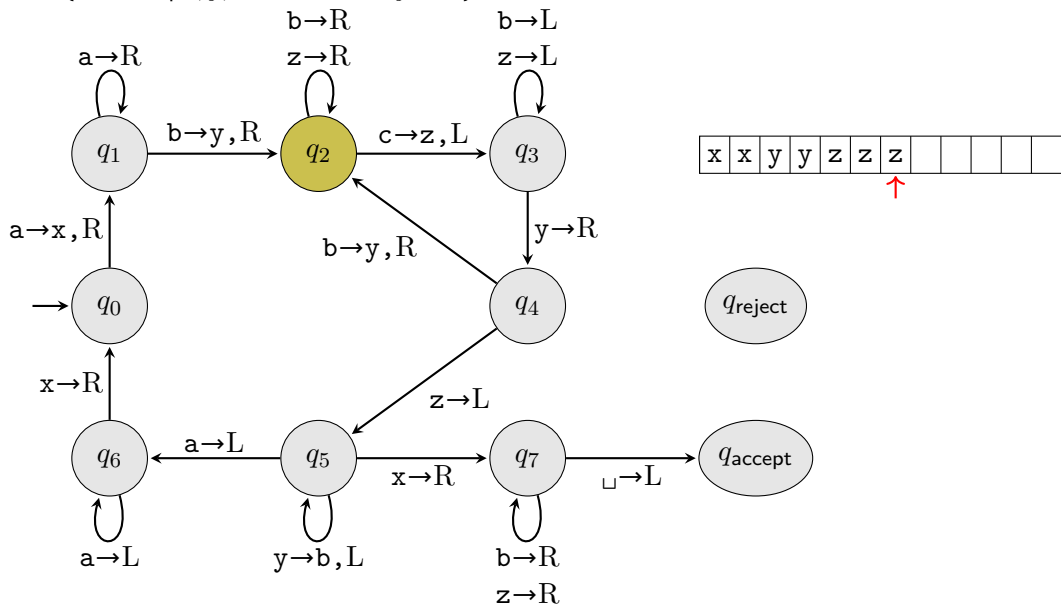 b→R b→L
a→R z→R z→L
q1 b→y,R q2 c→z,L q3 x x y y z z z
a→x,R b→y,R y→R
q0 q4 qreject
x→R z→L
q6 a→L q5 x→R q7 ␣→L qaccept
a→L y→b,L b→R
z→R